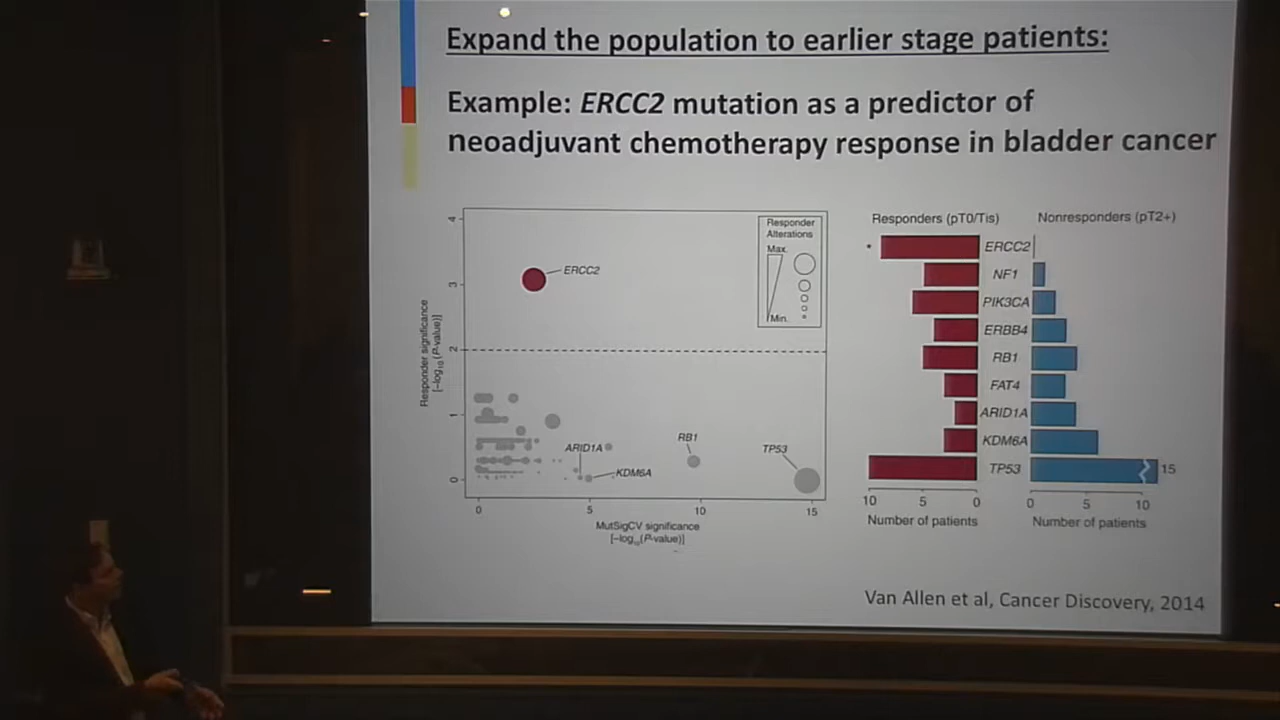 Expand the population to earlier stage patients:
Example: ERCC2 mutation as a predictor of
neoadjuvant chemotherapy response in bladder cancer
Responder significance
[−log10(P-value)]
4
3
2
1
0
ERCC2
ARID1A
KDM6A
RB1
TP53
Responder
Alterations
Max.
Min.
0
5
10
15
MutSigCV significance
[−log10(P-value)]
Responders (pT0/Tis)
Nonresponders (pT2+)
* ERCC2
NF1
PIK3CA
ERBB4
RB1
FAT4
ARID1A
KDM6A
TP53
15
10 5 0
0 5 10
Number of patients
Number of patients
Van Allen et al, Cancer Discovery, 2014